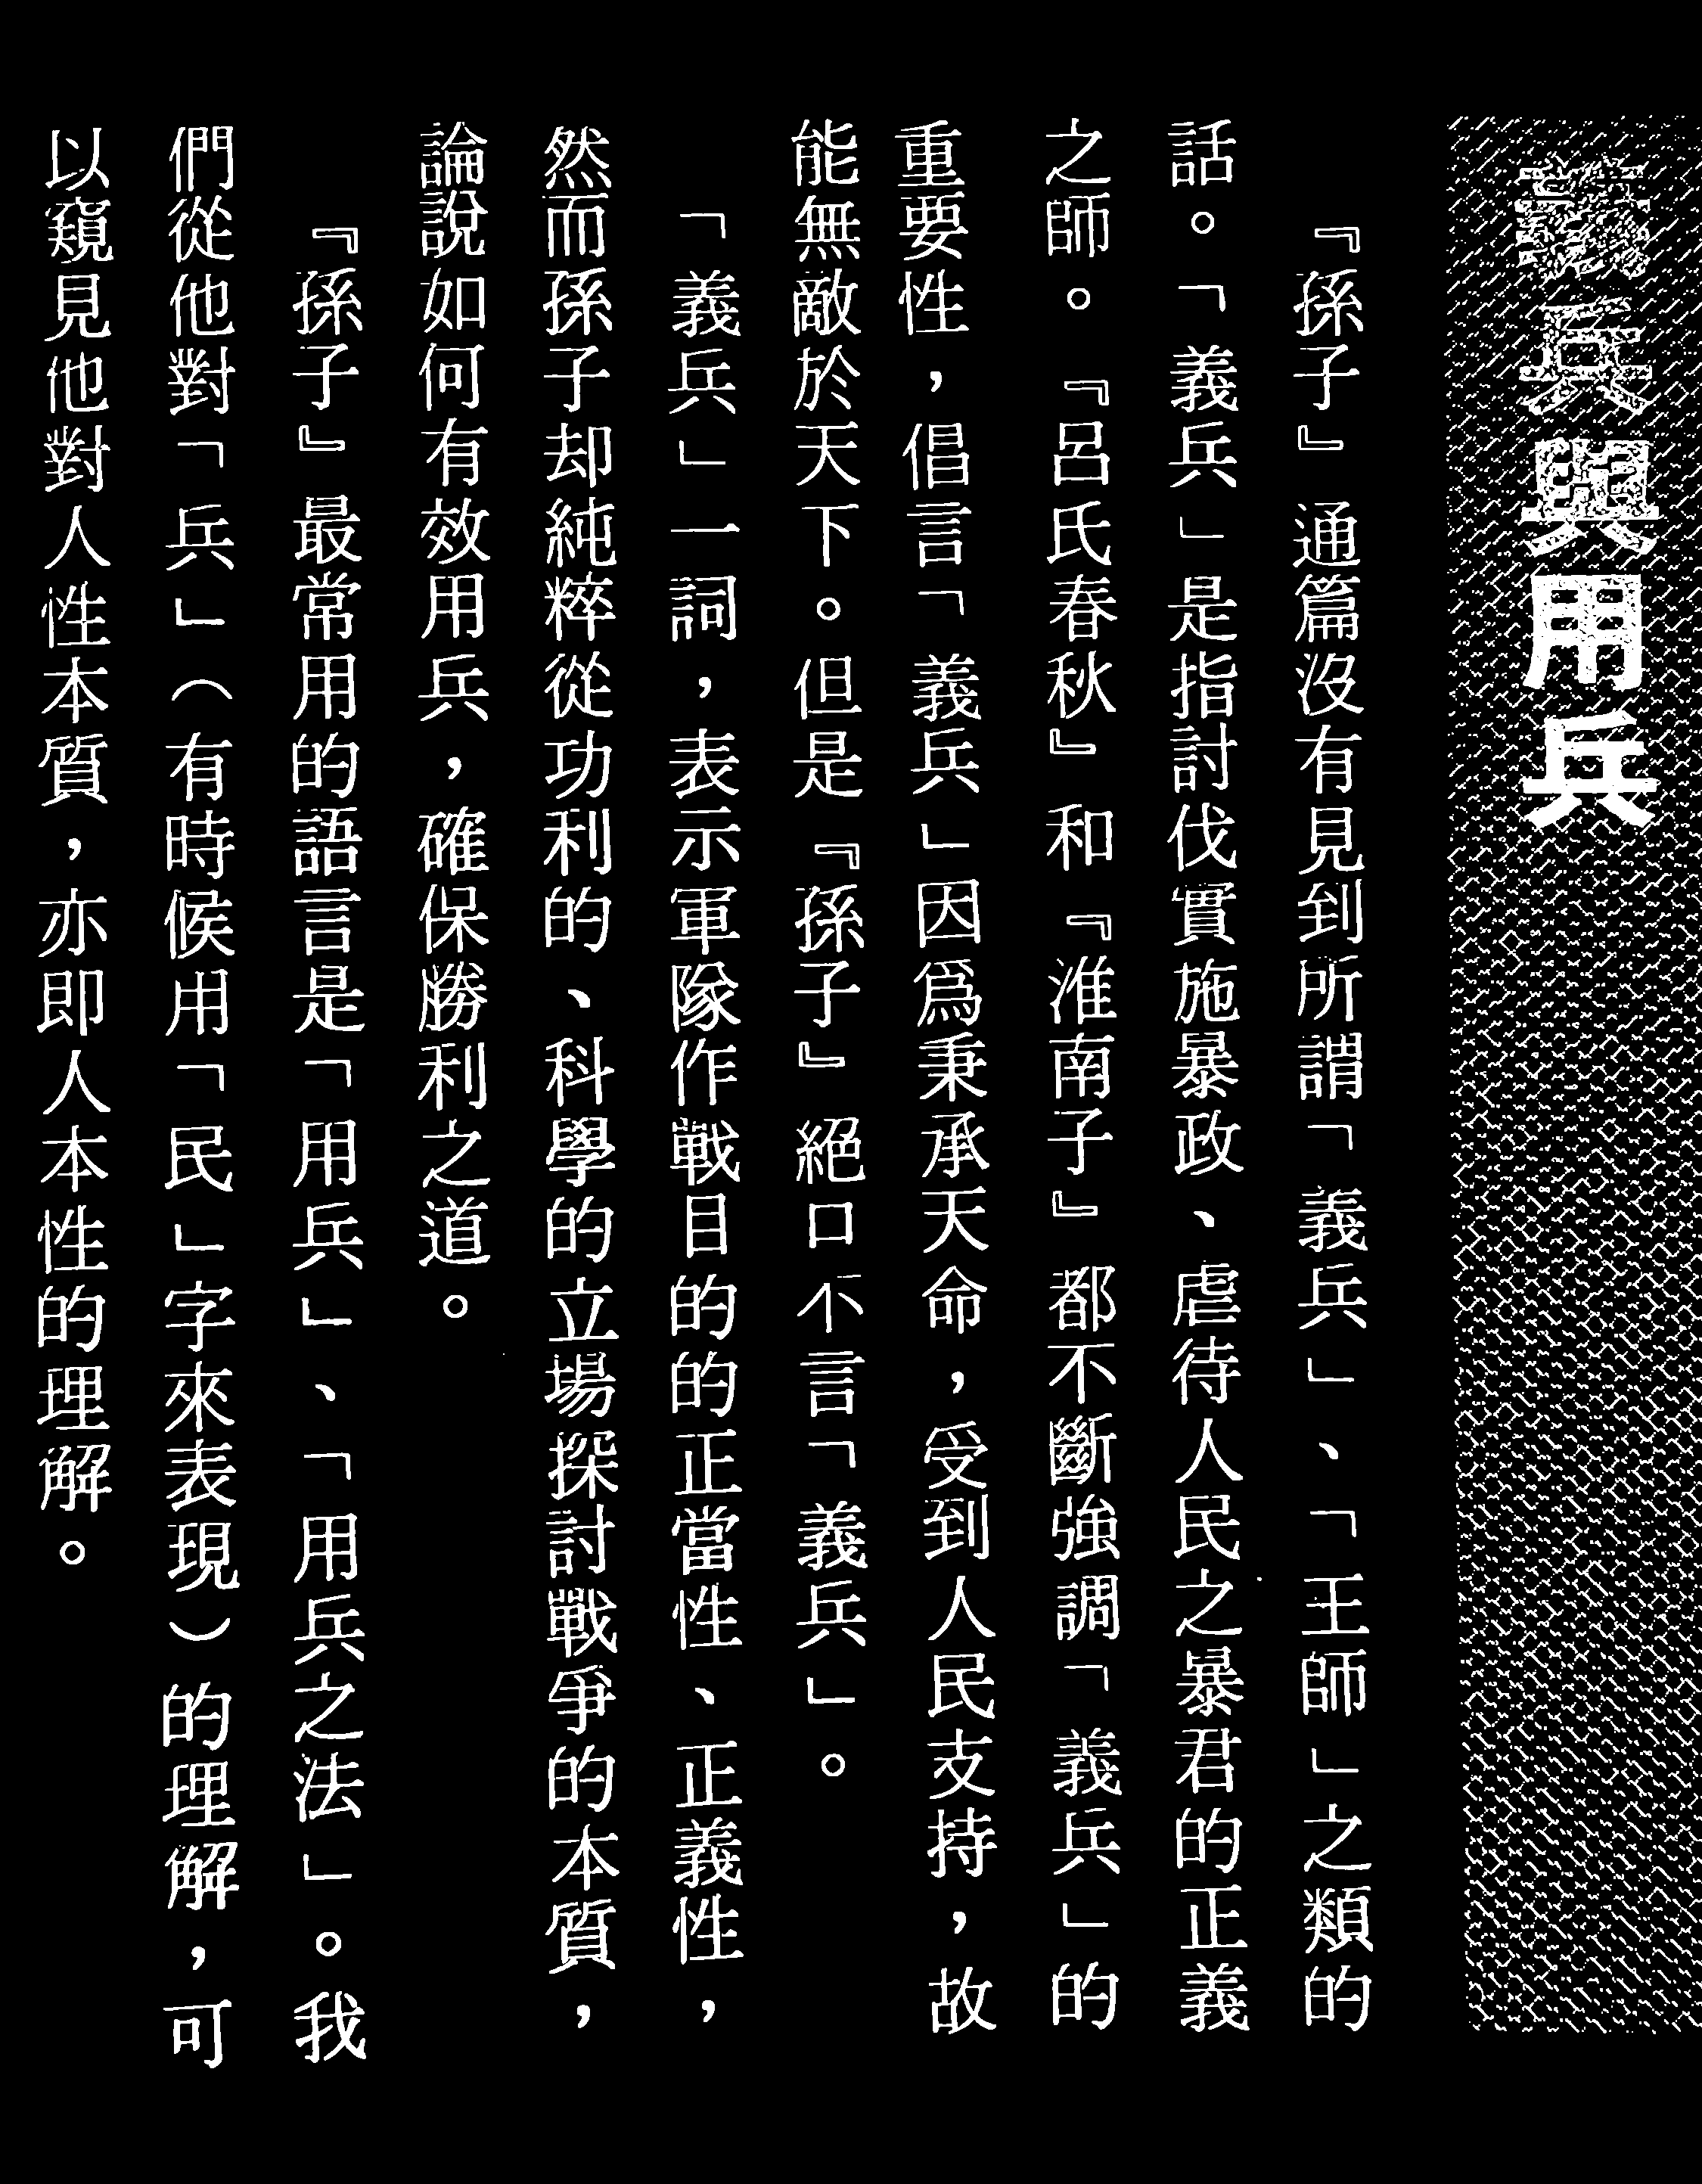 義兵與用兵
『孫子』通篇沒有見到所謂「義兵」、「王師」之類的
話。「義兵」是指討伐實施暴政、虐待人民之暴君的正義
之師。『呂氏春秋』和『淮南子』都不斷強調「義兵」的
重要性，倡言「義兵」因爲秉承天命，受到人民支持，故
能無敵於天下。但是『孫子』絕口不言「義兵」。
「義兵」一詞，表示軍隊作戰目的的正當性、正義性，
然而孫子却純粹從功利的、科學的立場探討戰爭的本質，
論說如何有效用兵，確保勝利之道。
『孫子』最常用的語言是「用兵」、「用兵之法」。我
們從他對「兵」（有時候用「民」字來表現）的理解，可
以窺見他對人性本質，亦即人本性的理解。